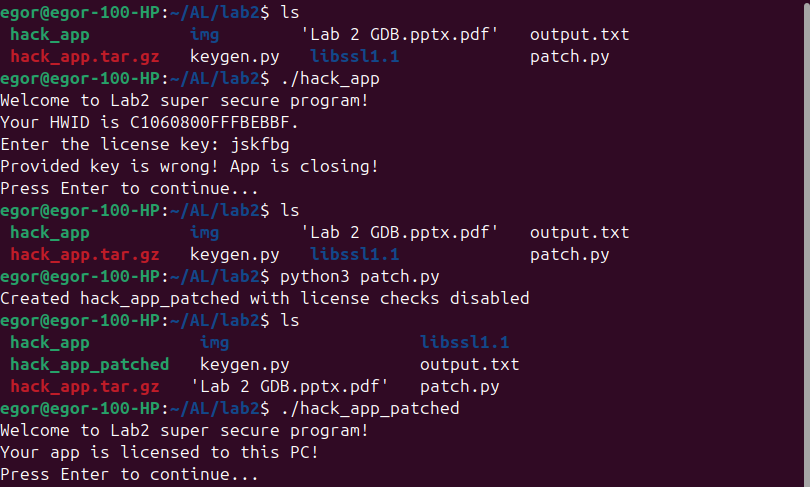 egor@egor-100-HP:~/AL/lab2$ ls
hack_app img 'Lab 2 GDB.pptx.pdf' output.txt
hack_app.tar.gz keygen.py libssl1.1 patch.py
egor@egor-100-HP:~/AL/lab2$ ./hack_app
Welcome to Lab2 super secure program!
Your HWID is C1060800FFFBEBBF.
Enter the license key: jskfbg
Provided key is wrong! App is closing!
Press Enter to continue...
egor@egor-100-HP:~/AL/lab2$ ls
hack_app img 'Lab 2 GDB.pptx.pdf' output.txt
hack_app.tar.gz keygen.py libssl1.1 patch.py
egor@egor-100-HP:~/AL/lab2$ python3 patch.py
Created hack_app_patched with license checks disabled
egor@egor-100-HP:~/AL/lab2$ ls
hack_app img libssl1.1
hack_app_patched keygen.py output.txt
hack_app.tar.gz 'Lab 2 GDB.pptx.pdf' patch.py
egor@egor-100-HP:~/AL/lab2$ ./hack_app_patched
Welcome to Lab2 super secure program!
Your app is licensed to this PC!
Press Enter to continue...